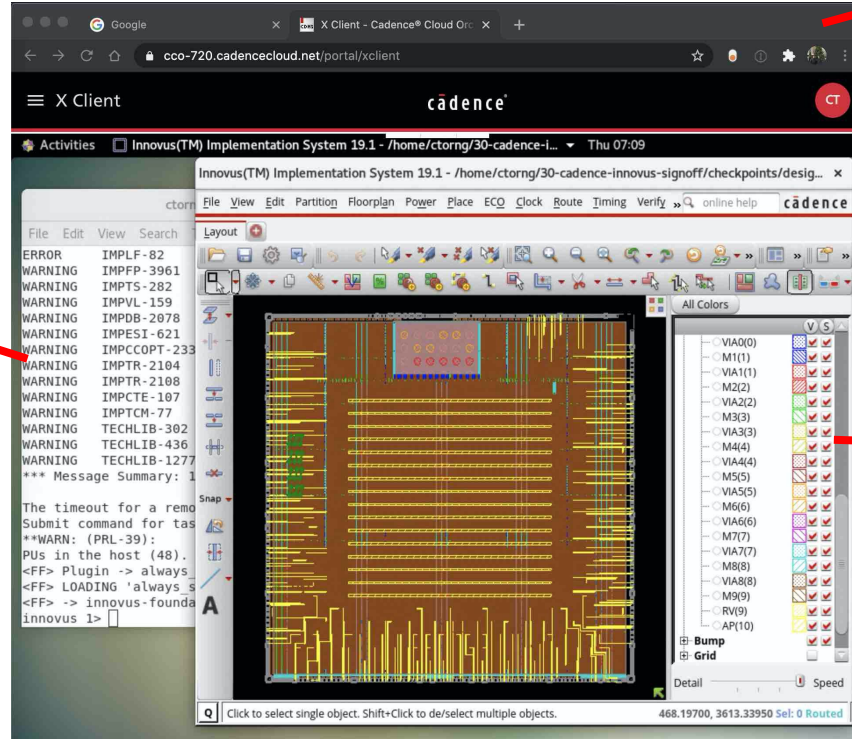 Google
X Client - Cadence® Cloud Orc
cco-720.cadencecloud.net/portal/xclient
X Client
cādence®
CT
Activities
Innovus(TM) Implementation System 19.1 - /home/ctorng/30-cadence-i...
Thu 07:09
Innovus(TM) Implementation System 19.1 - /home/ctorng/30-cadence-innovus-signoff/checkpoints/desig...
File View Edit Partition Floorplan Power Place ECO Clock Route Timing Verify » online help cādence
Layout
ctorn
File Edit View Search
ERROR IMPLF-82
WARNING IMPFP-3961
WARNING IMPTS-282
WARNING IMPVL-159
WARNING IMPDB-2078
WARNING IMPESI-621
WARNING IMPCCOPT-233
WARNING IMPTR-2104
WARNING IMPTR-2108
WARNING IMPCTE-107
WARNING IMPTCM-77
WARNING TECHLIB-302
WARNING TECHLIB-436
WARNING TECHLIB-1277
*** Message Summary: 1
The timeout for a remo
Submit command for tas
**WARN: (PRL-39):
PUs in the host (48).
<FF> Plugin -> always_
<FF> LOADING 'always_s
<FF> -> innovus-founda
innovus 1>
Snap
A
All Colors
V S
VIA0(0)
M1(1)
VIA1(1)
M2(2)
VIA2(2)
M3(3)
VIA3(3)
M4(4)
VIA4(4)
M5(5)
VIA5(5)
M6(6)
VIA6(6)
M7(7)
VIA7(7)
M8(8)
VIA8(8)
M9(9)
RV(9)
AP(10)
Bump
Grid
Detail Speed
Q Click to select single object. Shift+Click to de/select multiple objects. 468.19700, 3613.33950 Sel: 0 Routed